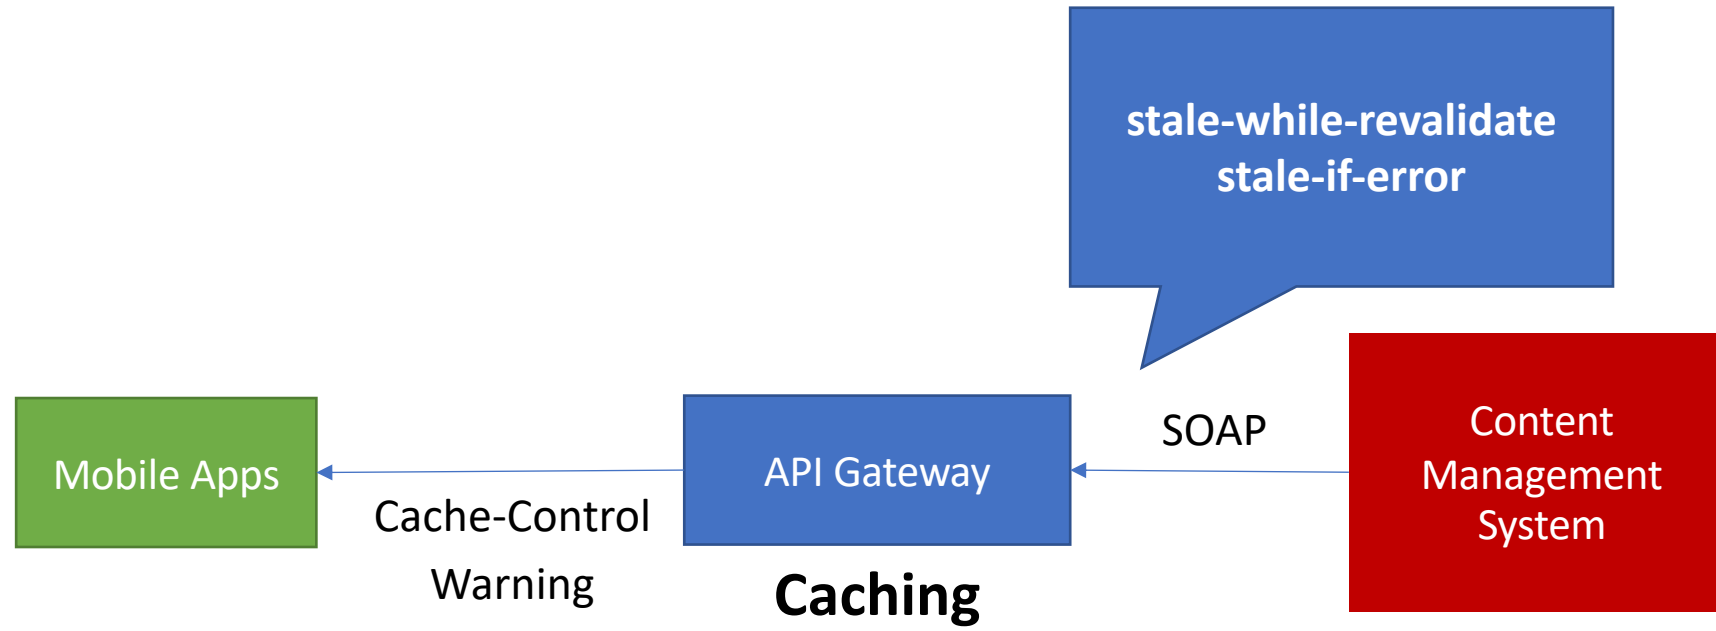 stale-while-revalidate
stale-if-error
Mobile Apps
Cache-Control
Warning
API Gateway
Caching
SOAP
Content
Management
System